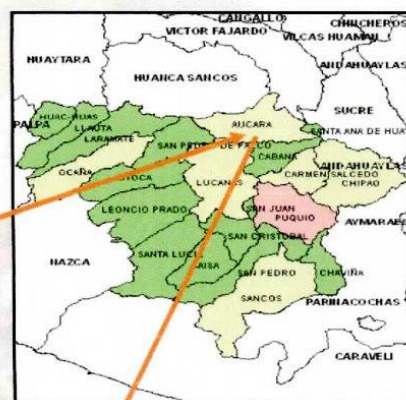 CANGALLO
CHINCHEROS
VICTOR FAJARDO
VILCAS HUAMAN
HUAYTARA
ANDAHUAYLAS
HUANCA SANCOS
SUCRE
AUCARA
HUAC-HUAS
PALPA
LLAUTA
SANTA ANA DE HUAY
LARAMATE
SAN PEDRO DE PALCO
CABANA
ANDAHUAYLAS
OCAÑA
OTOCA
CARMEN SALCEDO
LUCANAS
CHIPAO
LEONCIO PRADO
SAN JUAN
PUQUIO
AYMARAES
SAN CRISTOBAL
NAZCA
SANTA LUCIA
SAISA
SAN PEDRO
CHAVIÑA
SANCOS
PARINACOCHAS
CARAVELI